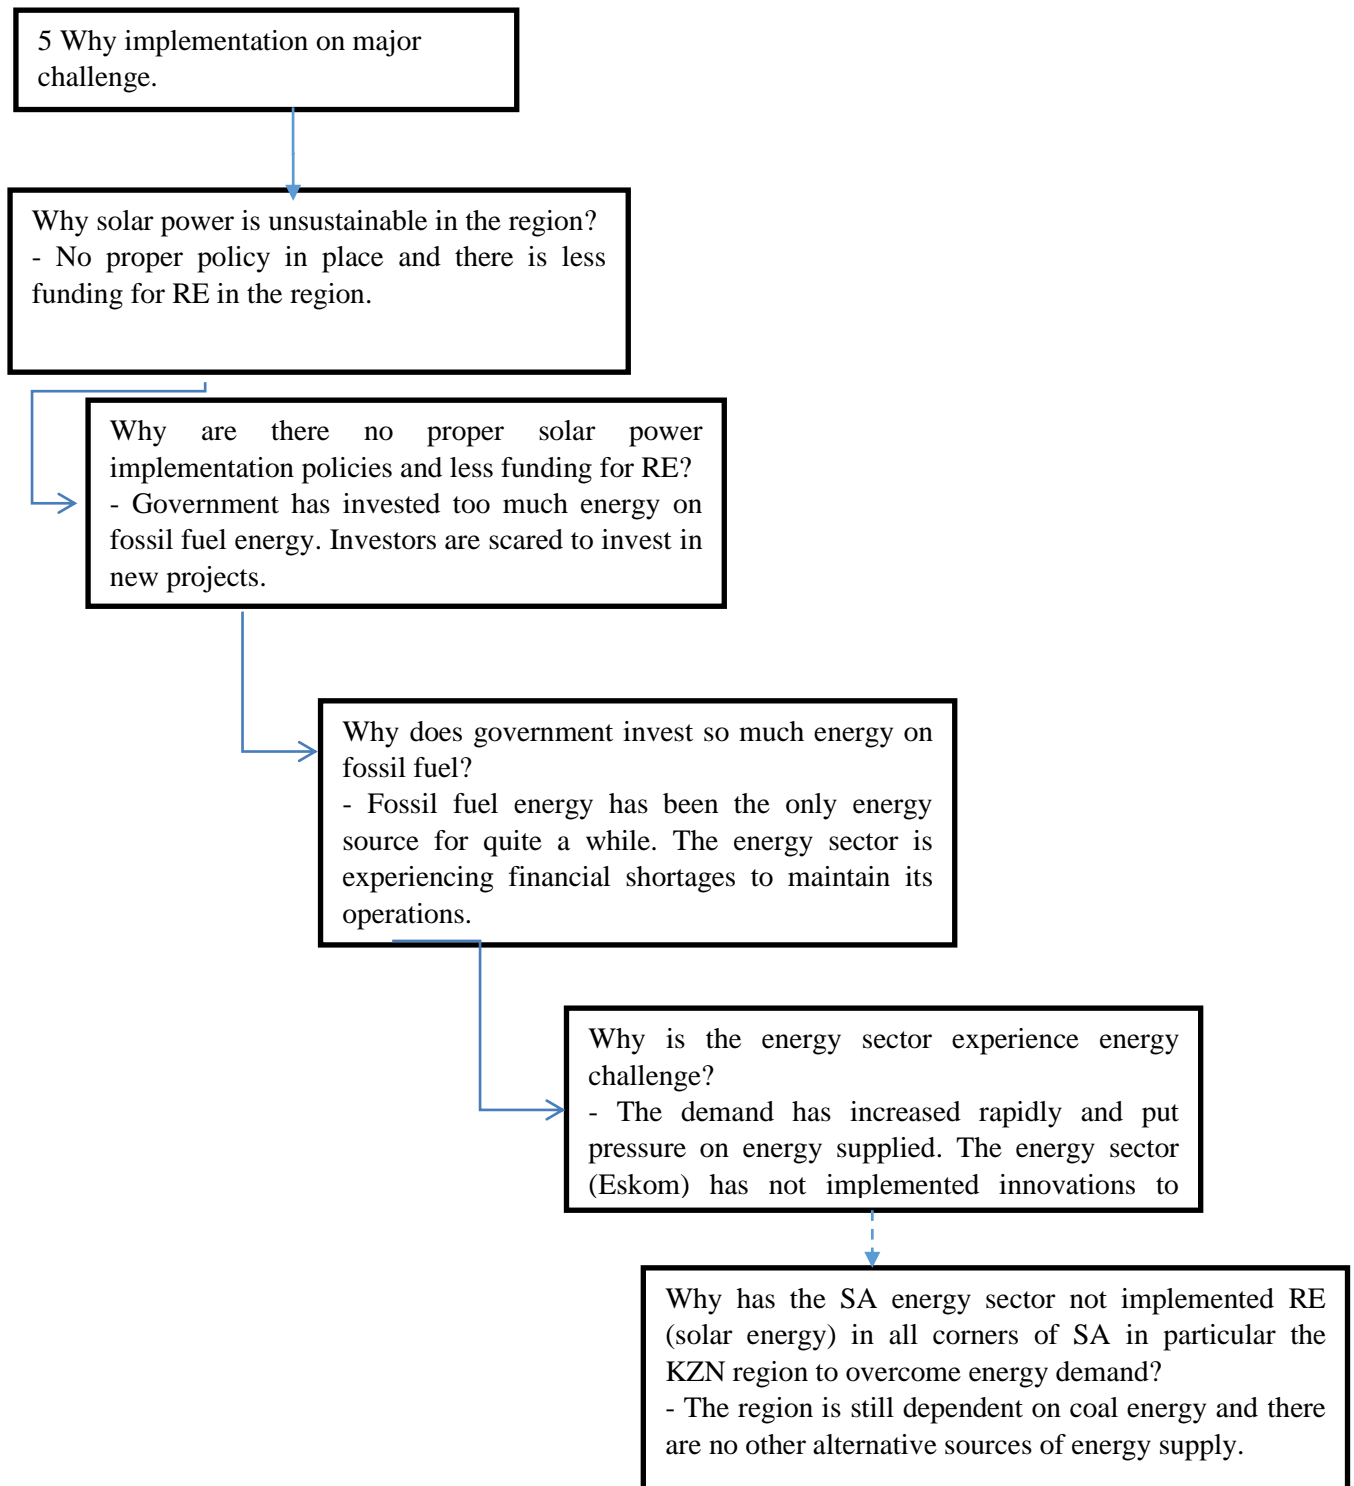 5 Why implementation on major
challenge.
Why solar power is unsustainable in the region?
- No proper policy in place and there is less
funding for RE in the region.
Why are there no proper solar power
implementation policies and less funding for RE?
- Government has invested too much energy on
fossil fuel energy. Investors are scared to invest in
new projects.
Why does government invest so much energy on
fossil fuel?
- Fossil fuel energy has been the only energy
source for quite a while. The energy sector is
experiencing financial shortages to maintain its
operations.
Why is the energy sector experience energy
challenge?
- The demand has increased rapidly and put
pressure on energy supplied. The energy sector
(Eskom) has not implemented innovations to
Why has the SA energy sector not implemented RE
(solar energy) in all corners of SA in particular the
KZN region to overcome energy demand?
- The region is still dependent on coal energy and there
are no other alternative sources of energy supply.